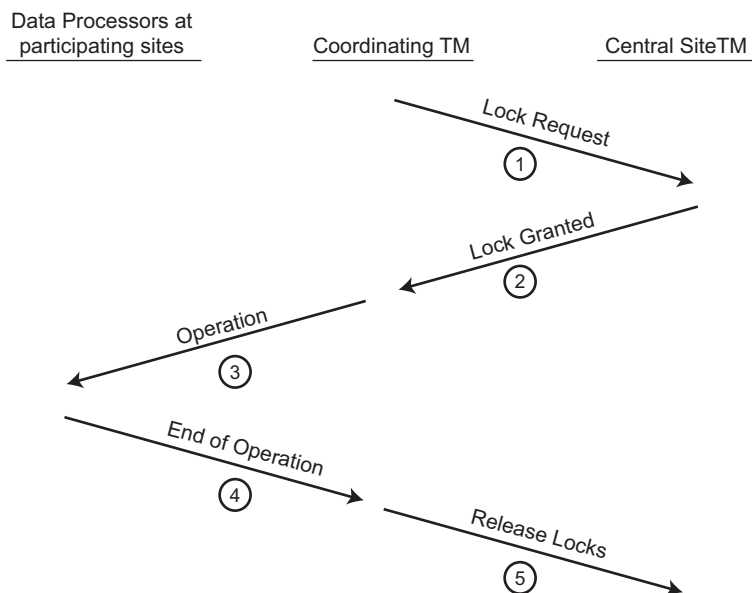 Data Processors at
participating sites
Coordinating TM
Central SiteTM
Lock Request
1
Lock Granted
2
Operation
3
End of Operation
4
Release Locks
5